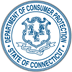 DEPARTMENT OF CONSUMER PROTECTION
STATE OF CONNECTICUT